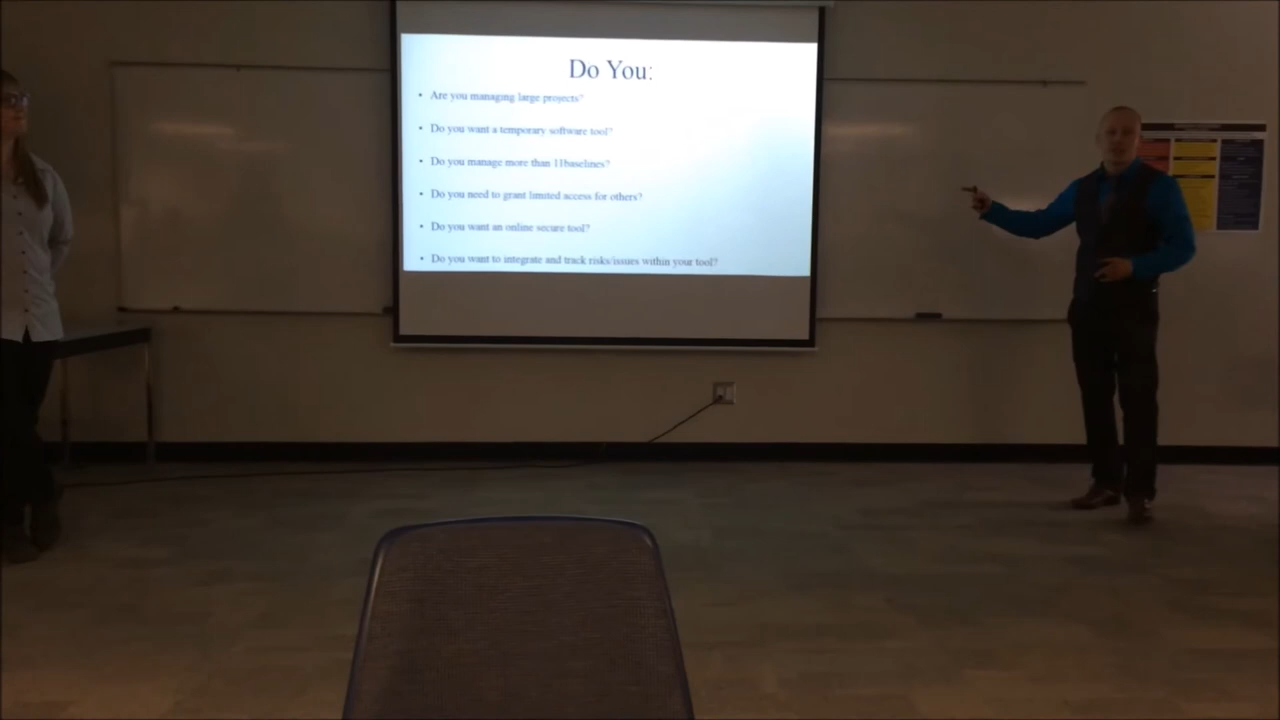 Do You:
• Are you managing large projects?
• Do you want a temporary software tool?
• Do you manage more than 11baselines?
• Do you need to grant limited access for others?
• Do you want an online secure tool?
• Do you want to integrate and track risks/issues within your tool?